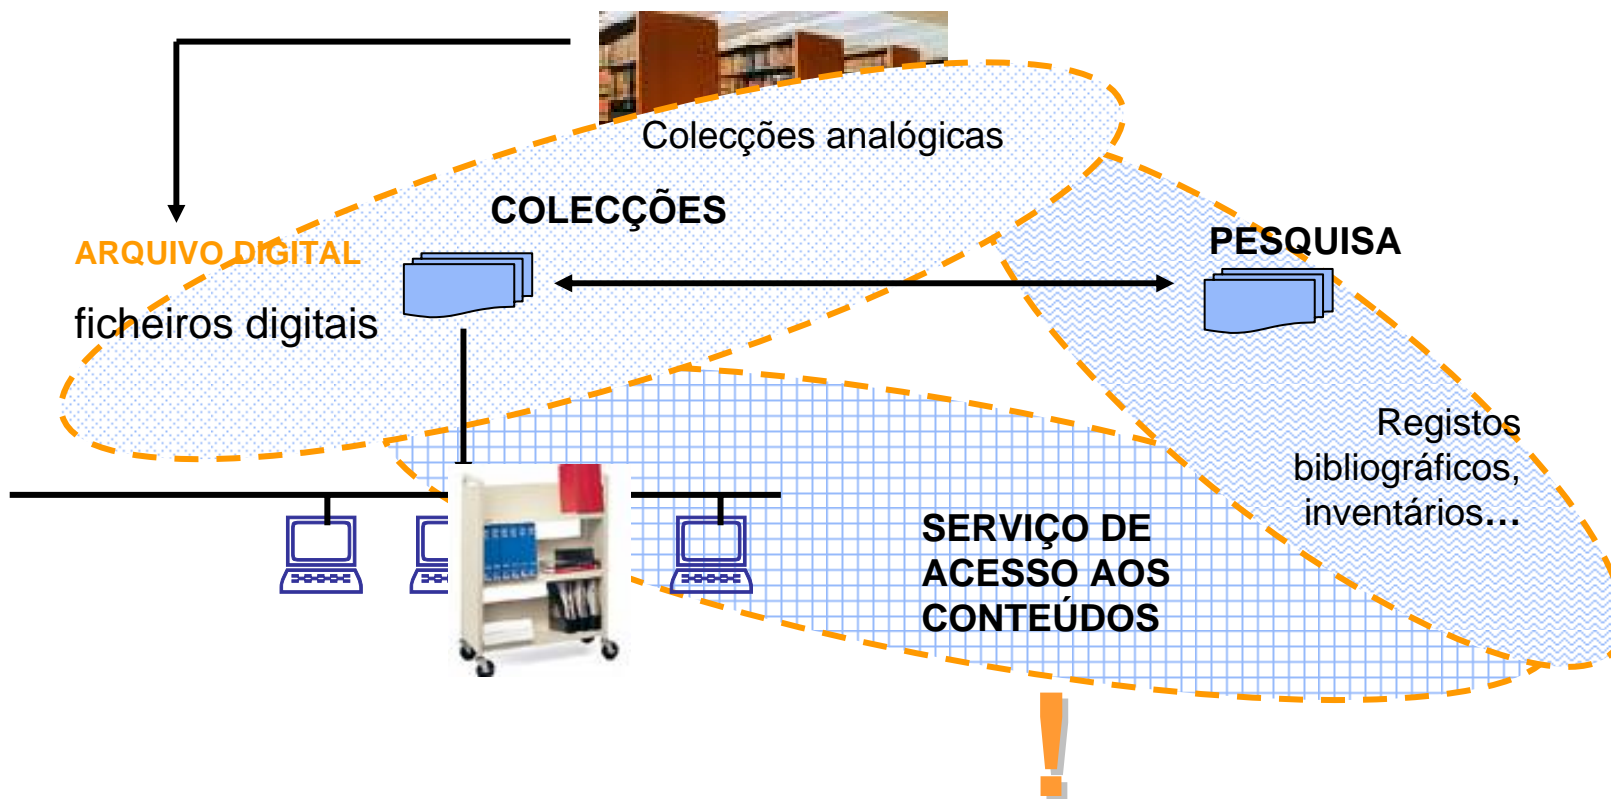 Colecções analógicas
COLECÇÕES
PESQUISA
ARQUIVO DIGITAL
ficheiros digitais
Registos
bibliográficos,
inventários...
SERVIÇO DE
ACESSO AOS
CONTEÚDOS
!